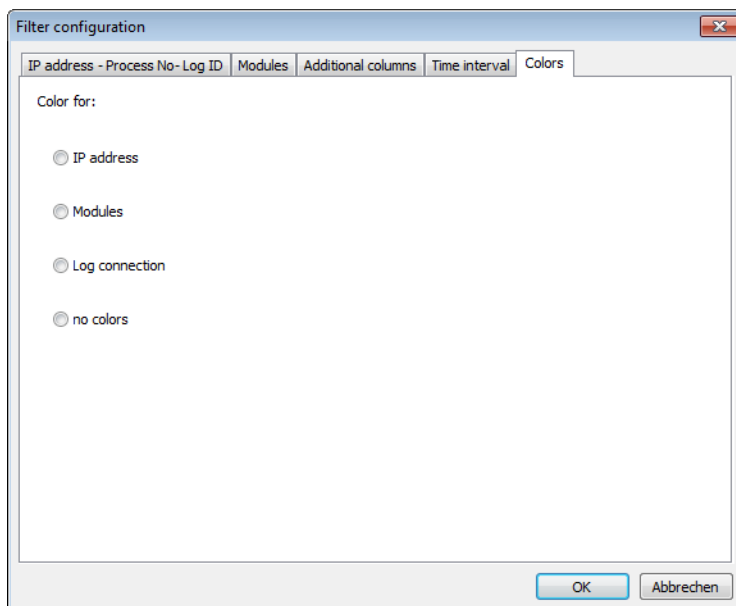 Filter configuration
IP address - Process No- Log ID Modules Additional columns Time interval Colors
Color for:
IP address
Modules
Log connection
no colors
OK Abbrechen